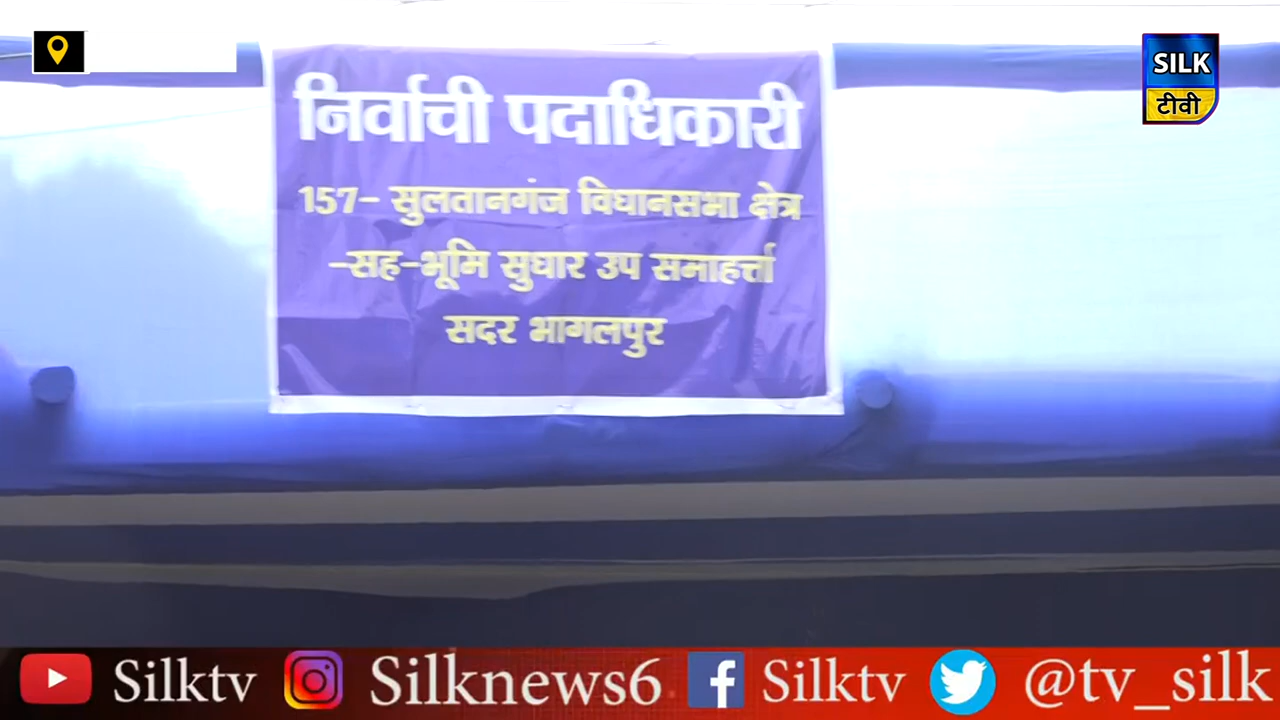 SILK
टीवी
निर्वाची पदाधिकारी
157- सुलतानगंज विधानसभा क्षेत्र
-सह-भूमि सुधार उप समाहर्त्ता
सदर भागलपुर
Silktv
Silknews6
Silktv
@tv_silk